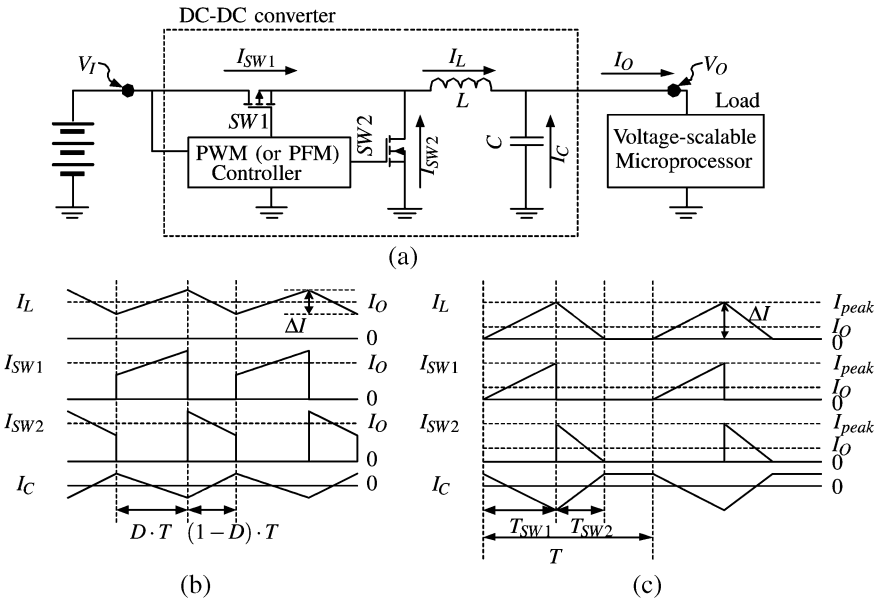 DC-DC converter
V_I
I_SW1
I_L
I_O
V_O
L
SW1
SW2
I_SW2
C
I_C
Load
PWM (or PFM)
Controller
Voltage-scalable
Microprocessor
(a)
I_L
I_O
ΔI
0
I_SW1
I_O
0
I_SW2
I_O
0
I_C
0
D·T
(1−D)·T
(b)
I_L
I_peak
ΔI
I_O
0
I_SW1
I_peak
I_O
0
I_SW2
I_peak
I_O
0
I_C
0
T_SW1
T_SW2
T
(c)